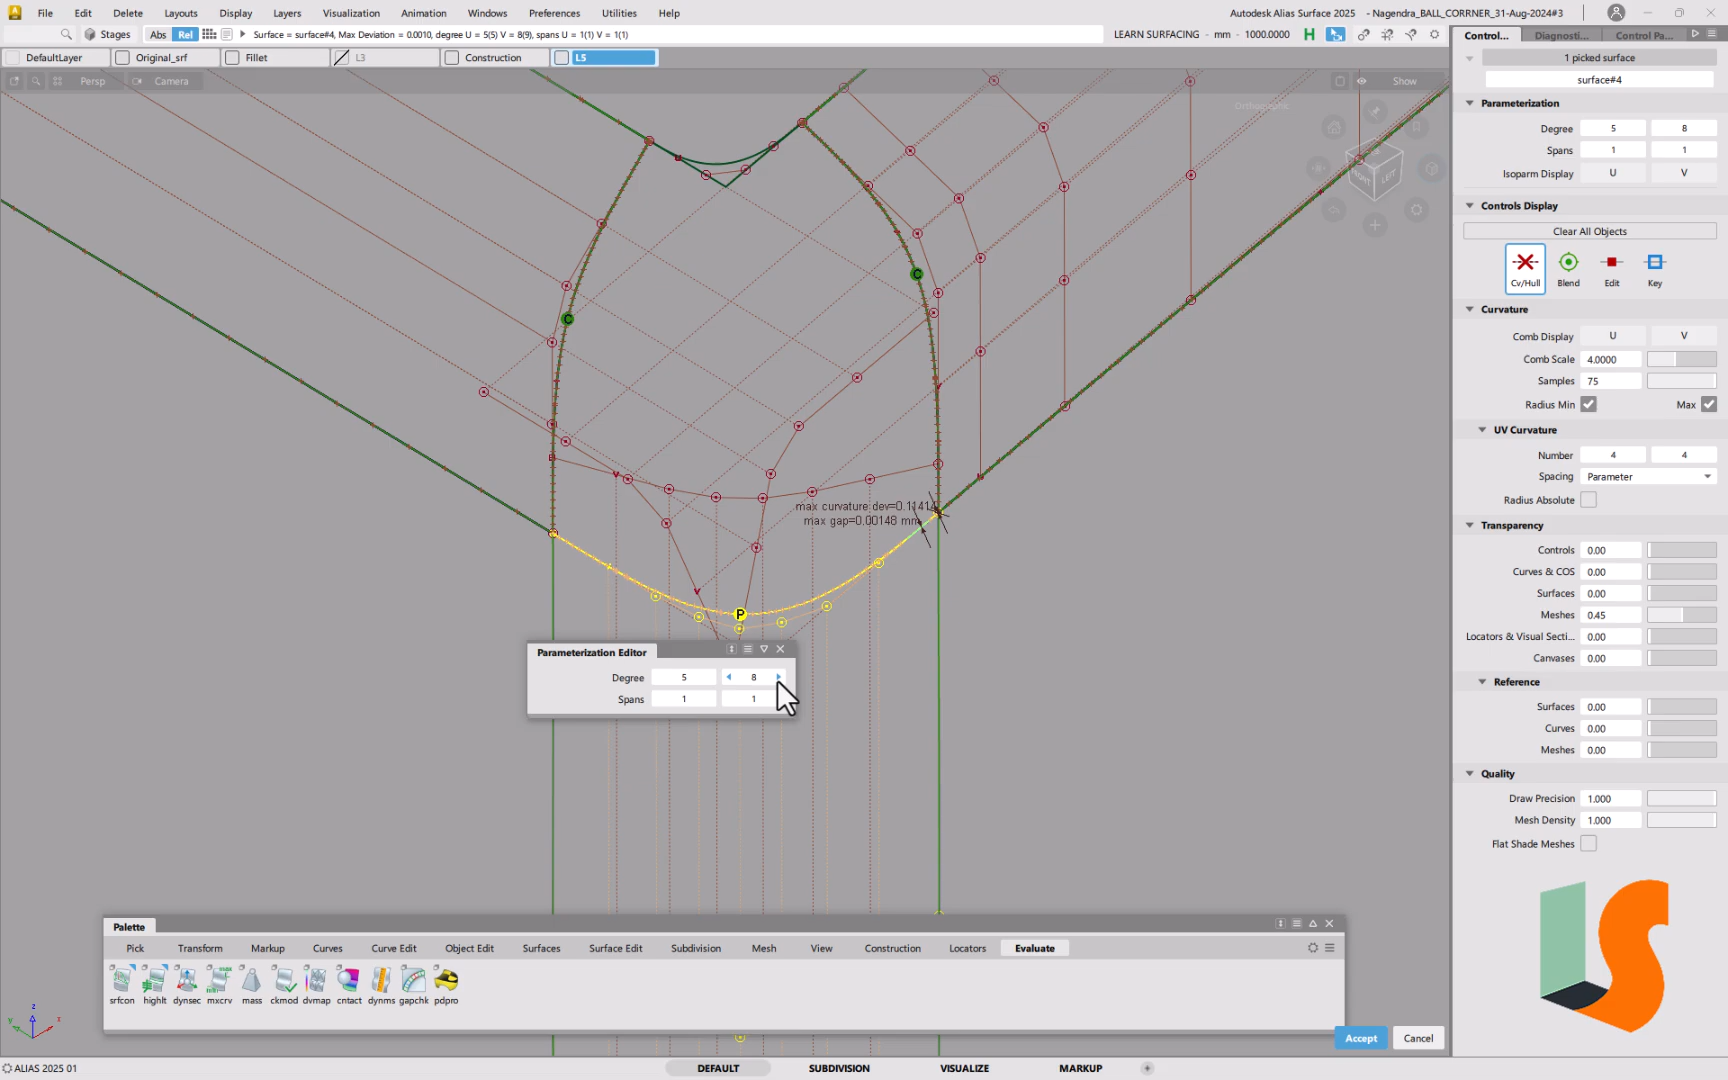 File Edit Delete Layouts Display Layers Visualization Animation Windows Preferences Utilities Help
Autodesk Alias Surface 2025 - Nagendra_BALL_CORRNER_31-Aug-2024#3
Stages Abs Rel Surface = surface#4, Max Deviation = 0.0010, degree U = 5(5) V = 8(9), spans U = 1(1) V = 1(1)
LEARN SURFACING - mm - 1000.0000 H
DefaultLayer Original_srf Fillet L3 Construction L5
Persp Camera Show
Orthographic
FRONT LEFT
C
C
max curvature dev=0.11414
max gap=0.00148 mm
P
Parameterization Editor
Degree 5 8
Spans 1 1
Palette
Pick Transform Markup Curves Curve Edit Object Edit Surfaces Surface Edit Subdivision Mesh View Construction Locators Evaluate
srfcon highlt dynsec mxcrv mass ckmod dvmap cntact dynms gapchk pdpro
z
y x
Accept Cancel
ALIAS 2025 01
DEFAULT SUBDIVISION VISUALIZE MARKUP
Control... Diagnosti... Control Pa...
1 picked surface
surface#4
Parameterization
Degree 5 8
Spans 1 1
Isoparm Display U V
Controls Display
Clear All Objects
Cv/Hull Blend Edit Key
Curvature
Comb Display U V
Comb Scale 4.0000
Samples 75
Radius Min Max
UV Curvature
Number 4 4
Spacing Parameter
Radius Absolute
Transparency
Controls 0.00
Curves & COS 0.00
Surfaces 0.00
Meshes 0.45
Locators & Visual Secti... 0.00
Canvases 0.00
Reference
Surfaces 0.00
Curves 0.00
Meshes 0.00
Quality
Draw Precision 1.000
Mesh Density 1.000
Flat Shade Meshes